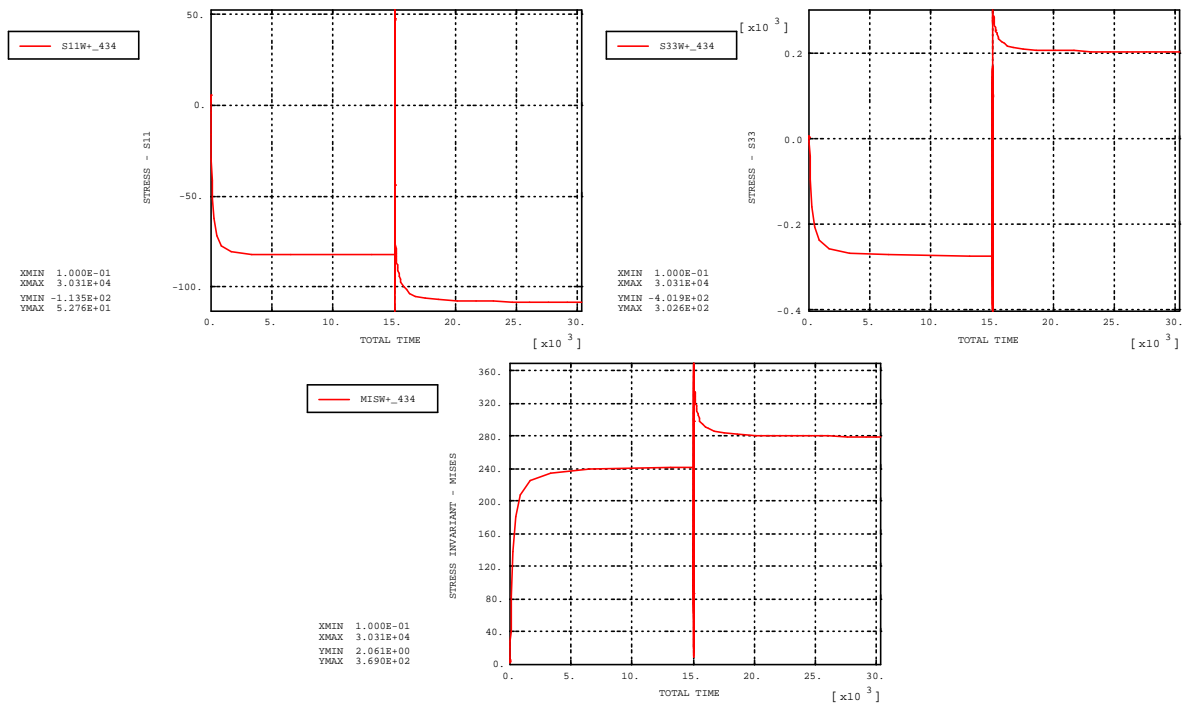 S11W+_434
STRESS - S11
50.
0.
-50.
-100.
XMIN 1.000E-01
XMAX 3.031E+04
YMIN -1.135E+02
YMAX 5.276E+01
0. 5. 10. 15. 20. 25. 30.
TOTAL TIME
[x10 3 ]
S33W+_434
[x10 3 ]
STRESS - S33
0.2
0.0
-0.2
-0.4
XMIN 1.000E-01
XMAX 3.031E+04
YMIN -4.019E+02
YMAX 3.026E+02
0. 5. 10. 15. 20. 25. 30.
TOTAL TIME
[x10 3 ]
MISW+_434
STRESS INVARIANT - MISES
360.
320.
280.
240.
200.
160.
120.
80.
40.
0.
XMIN 1.000E-01
XMAX 3.031E+04
YMIN 2.061E+00
YMAX 3.690E+02
0. 5. 10. 15. 20. 25. 30.
TOTAL TIME
[x10 3 ]